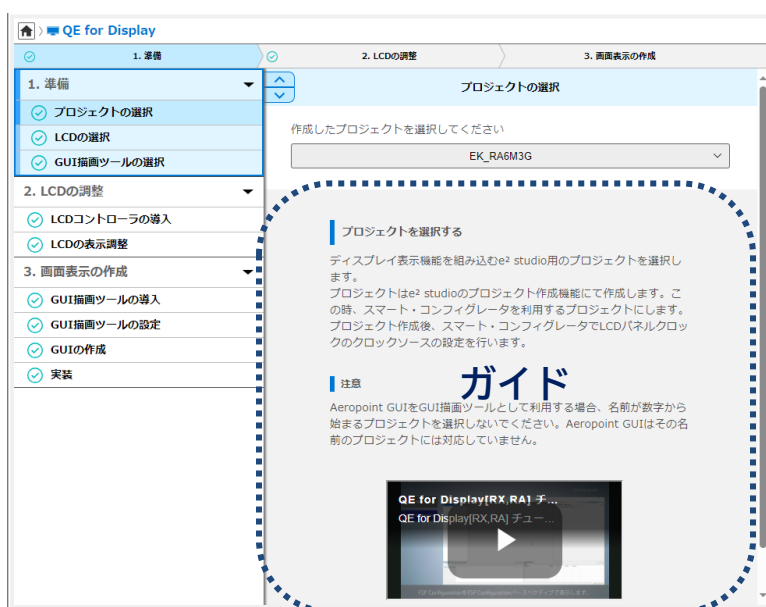 QE for Display
1. 準備
2. LCDの調整
3. 画面表示の作成
1. 準備
プロジェクトの選択
LCDの選択
GUI描画ツールの選択
2. LCDの調整
LCDコントローラの導入
LCDの表示調整
3. 画面表示の作成
GUI描画ツールの導入
GUI描画ツールの設定
GUIの作成
実装
プロジェクトの選択
作成したプロジェクトを選択してください
EK_RA6M3G
プロジェクトを選択する
ディスプレイ表示機能を組み込むe² studio用のプロジェクトを選択し
ます。
プロジェクトはe² studioのプロジェクト作成機能にて作成します。こ
の時、スマート・コンフィグレータを利用するプロジェクトにします。
プロジェクト作成後、スマート・コンフィグレータでLCDパネルクロッ
クのクロックソースの設定を行います。
ガイド
注意
Aeropoint GUIをGUI描画ツールとして利用する場合、名前が数字から
始まるプロジェクトを選択しないでください。Aeropoint GUIはその名
前のプロジェクトには対応していません。
QE for Display[RX,RA] チ...
QE for Display[RX,RA] チュー...